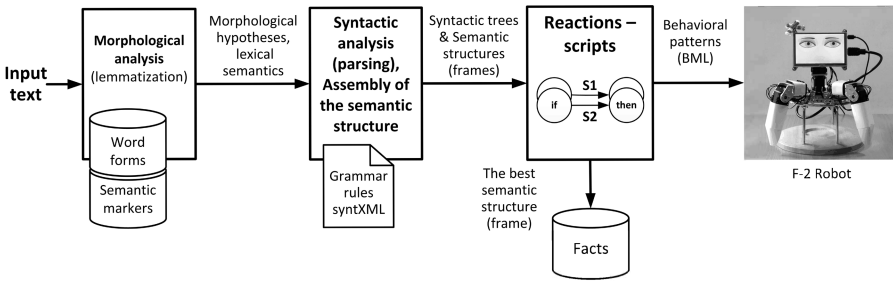 Input
text
Morphological
analysis
(lemmatization)
Word
forms
Semantic
markers
Morphological
hypotheses,
lexical
semantics
Syntactic
analysis
(parsing),
Assembly of
the semantic
structure
Grammar
rules
syntXML
Syntactic trees
& Semantic
structures
(frames)
Reactions –
scripts
S1
if
then
S2
The best
semantic
structure
(frame)
Facts
Behavioral
patterns
(BML)
F-2 Robot